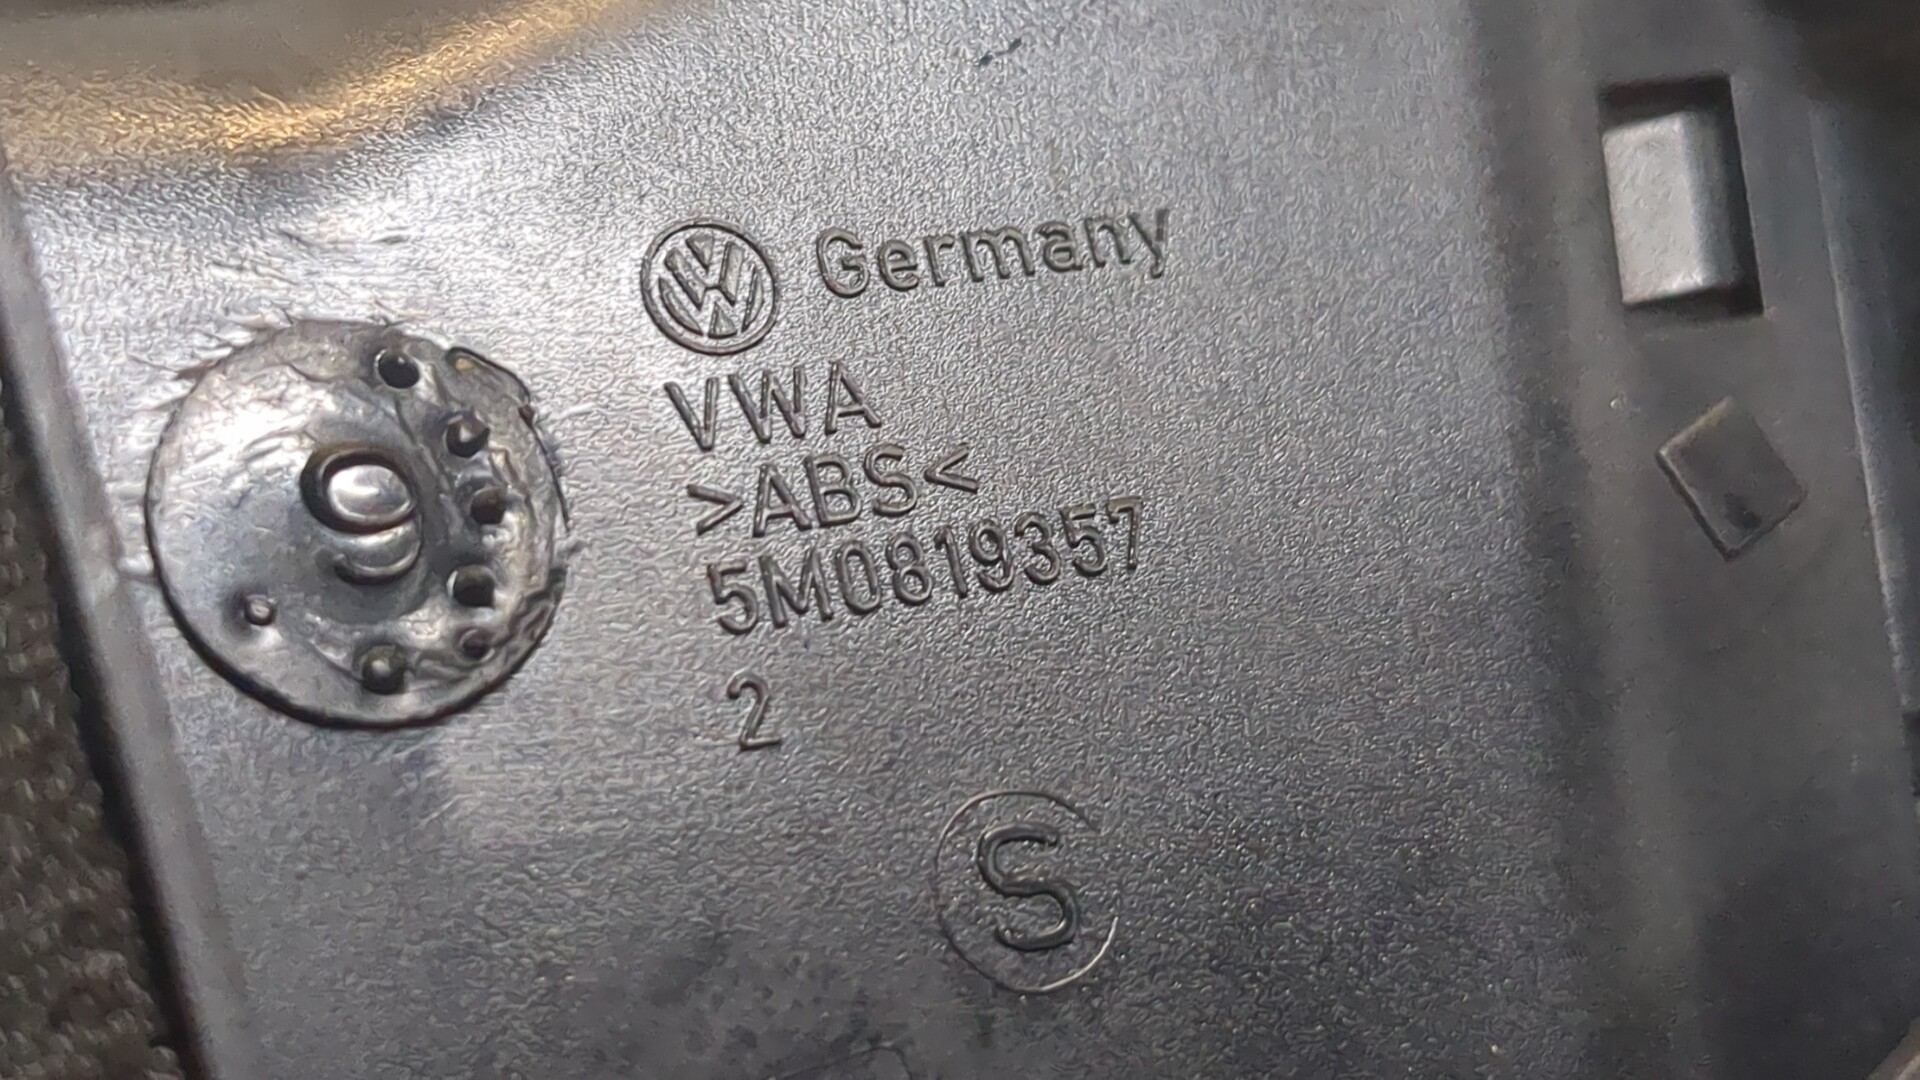 Germany
VWA
>ABS<
5M0819357
2
S